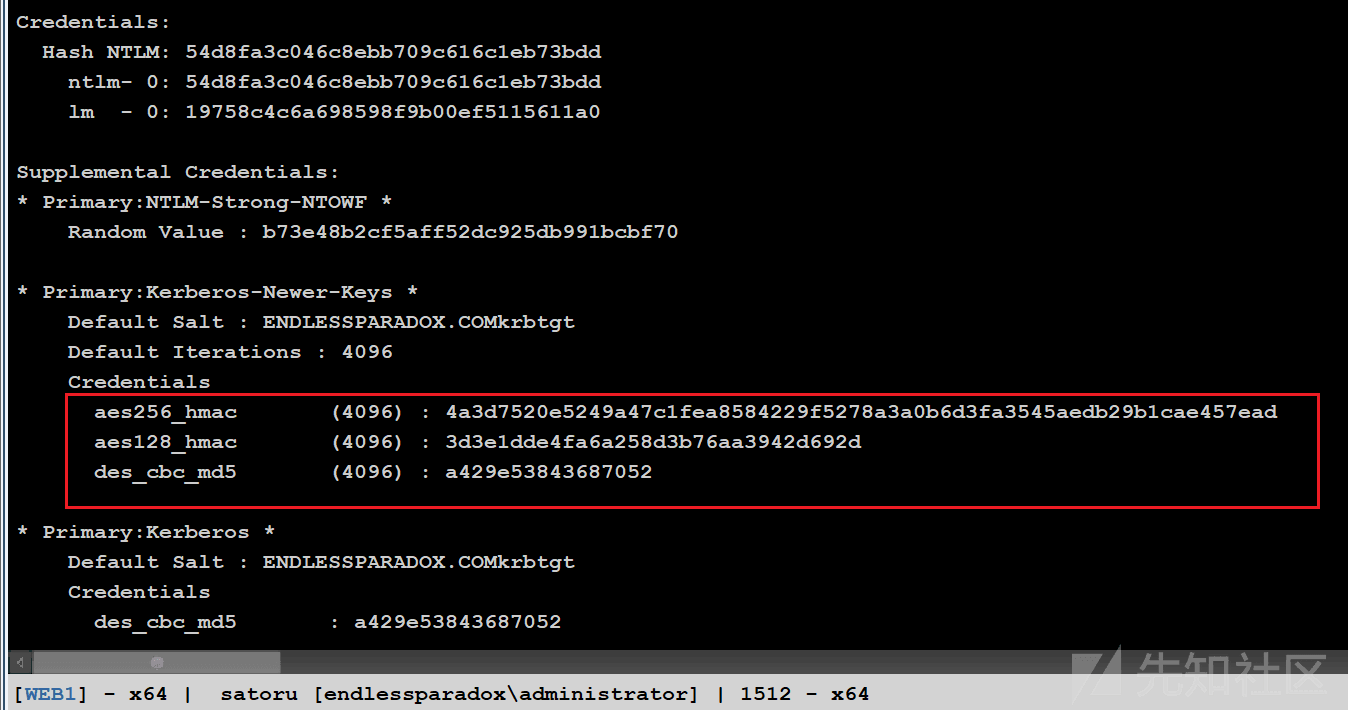 Credentials:
Hash NTLM: 54d8fa3c046c8ebb709c616c1eb73bdd
ntlm- 0: 54d8fa3c046c8ebb709c616c1eb73bdd
lm - 0: 19758c4c6a698598f9b00ef5115611a0
Supplemental Credentials:
* Primary:NTLM-Strong-NTOWF *
Random Value : b73e48b2cf5aff52dc925db991bcbf70
* Primary:Kerberos-Newer-Keys *
Default Salt : ENDLESSPARADOX.COMkrbtgt
Default Iterations : 4096
Credentials
aes256_hmac (4096) : 4a3d7520e5249a47c1fea8584229f5278a3a0b6d3fa3545aedb29b1cae457ead
aes128_hmac (4096) : 3d3e1dde4fa6a258d3b76aa3942d692d
des_cbc_md5 (4096) : a429e53843687052
* Primary:Kerberos *
Default Salt : ENDLESSPARADOX.COMkrbtgt
Credentials
des_cbc_md5 : a429e53843687052
先知社区
[WEB1] - x64 | satoru [endlessparadox\administrator] | 1512 - x64